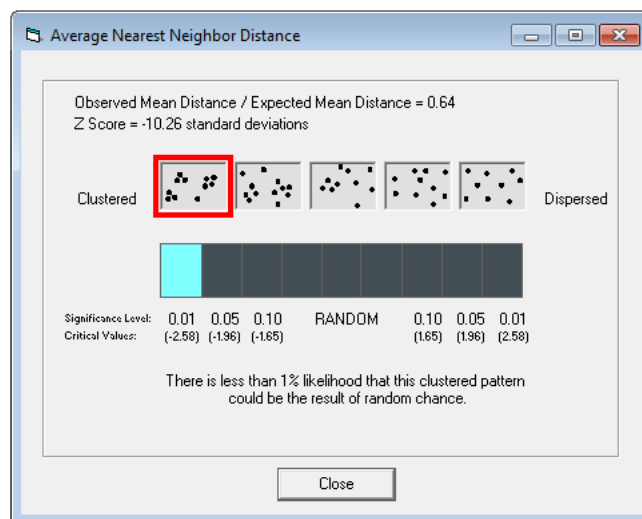 Average Nearest Neighbor Distance
Observed Mean Distance / Expected Mean Distance = 0.64
Z Score = -10.26 standard deviations
Clustered
Dispersed
Significance Level: 0.01 0.05 0.10 RANDOM 0.10 0.05 0.01
Critical Values: (-2.58) (-1.96) (-1.65) (1.65) (1.96) (2.58)
There is less than 1% likelihood that this clustered pattern
could be the result of random chance.
Close